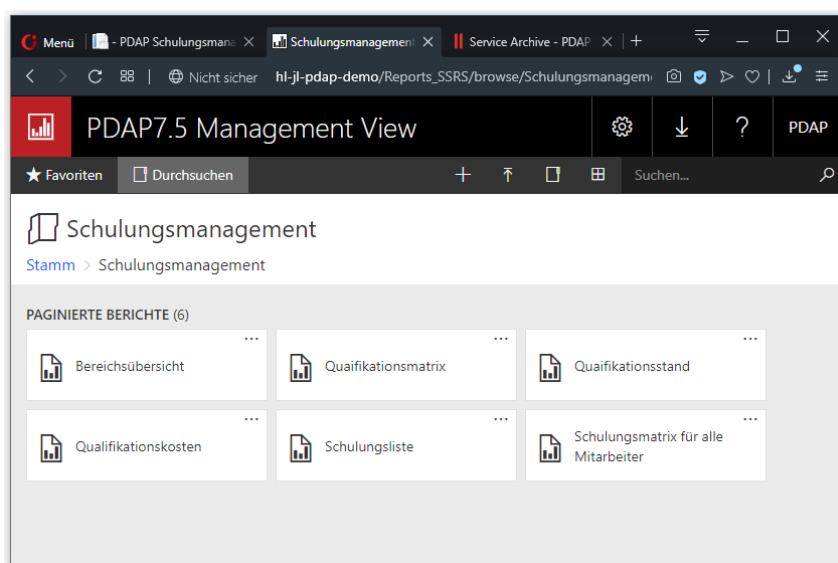 Menü - PDAP Schulungsmana Schulungsmanagement Service Archive - PDAP
Nicht sicher hl-jl-pdap-demo/Reports_SSRS/browse/Schulungsmanagem
PDAP7.5 Management View ? PDAP
Favoriten Durchsuchen Suchen...
Schulungsmanagement
Stamm > Schulungsmanagement
PAGINIERTE BERICHTE (6)
Bereichsübersicht
Quaifikationsmatrix
Quaifikationsstand
Qualifikationskosten
Schulungsliste
Schulungsmatrix für alle
Mitarbeiter